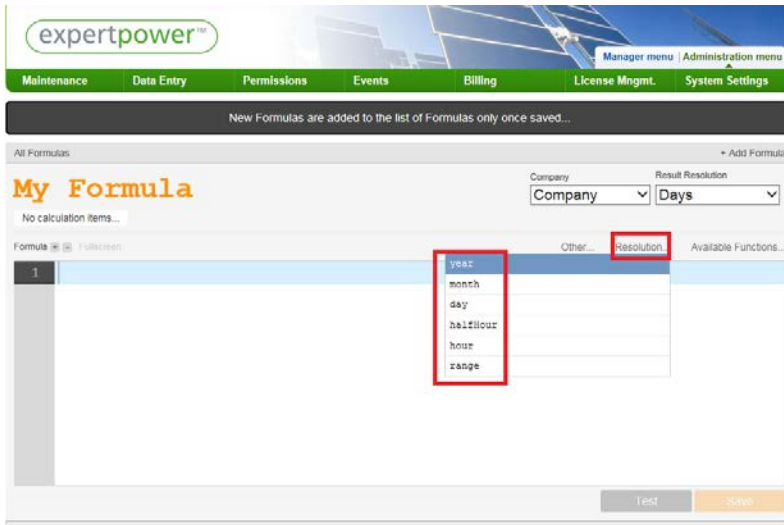 expertpower™
Manager menu | Administration menu
Maintenance Data Entry Permissions Events Billing License Mngmt. System Settings
New Formulas are added to the list of Formulas only once saved...
All Formulas + Add Formula
Company Result Resolution
My Formula Company Days
No calculation items...
Formula + - Fullscreen Other... Resolution... Available Functions...
1
year
month
day
halfHour
hour
range
Test Save